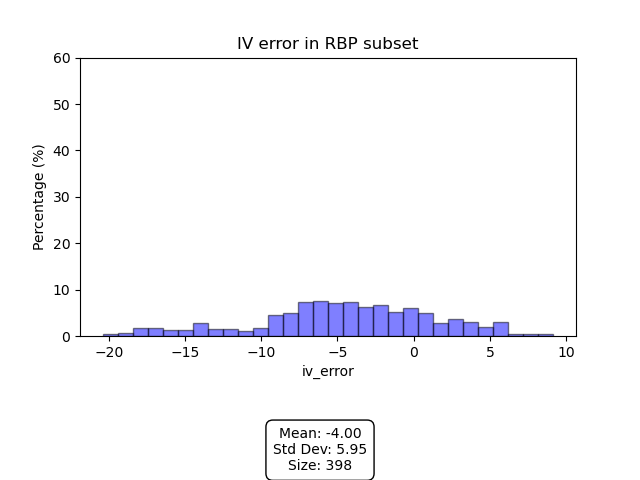 IV error in RBP subset
60
50
40
30
20
10
0
Percentage (%)
−20
−15
−10
−5
0
5
10
iv_error
Mean: -4.00
Std Dev: 5.95
Size: 398